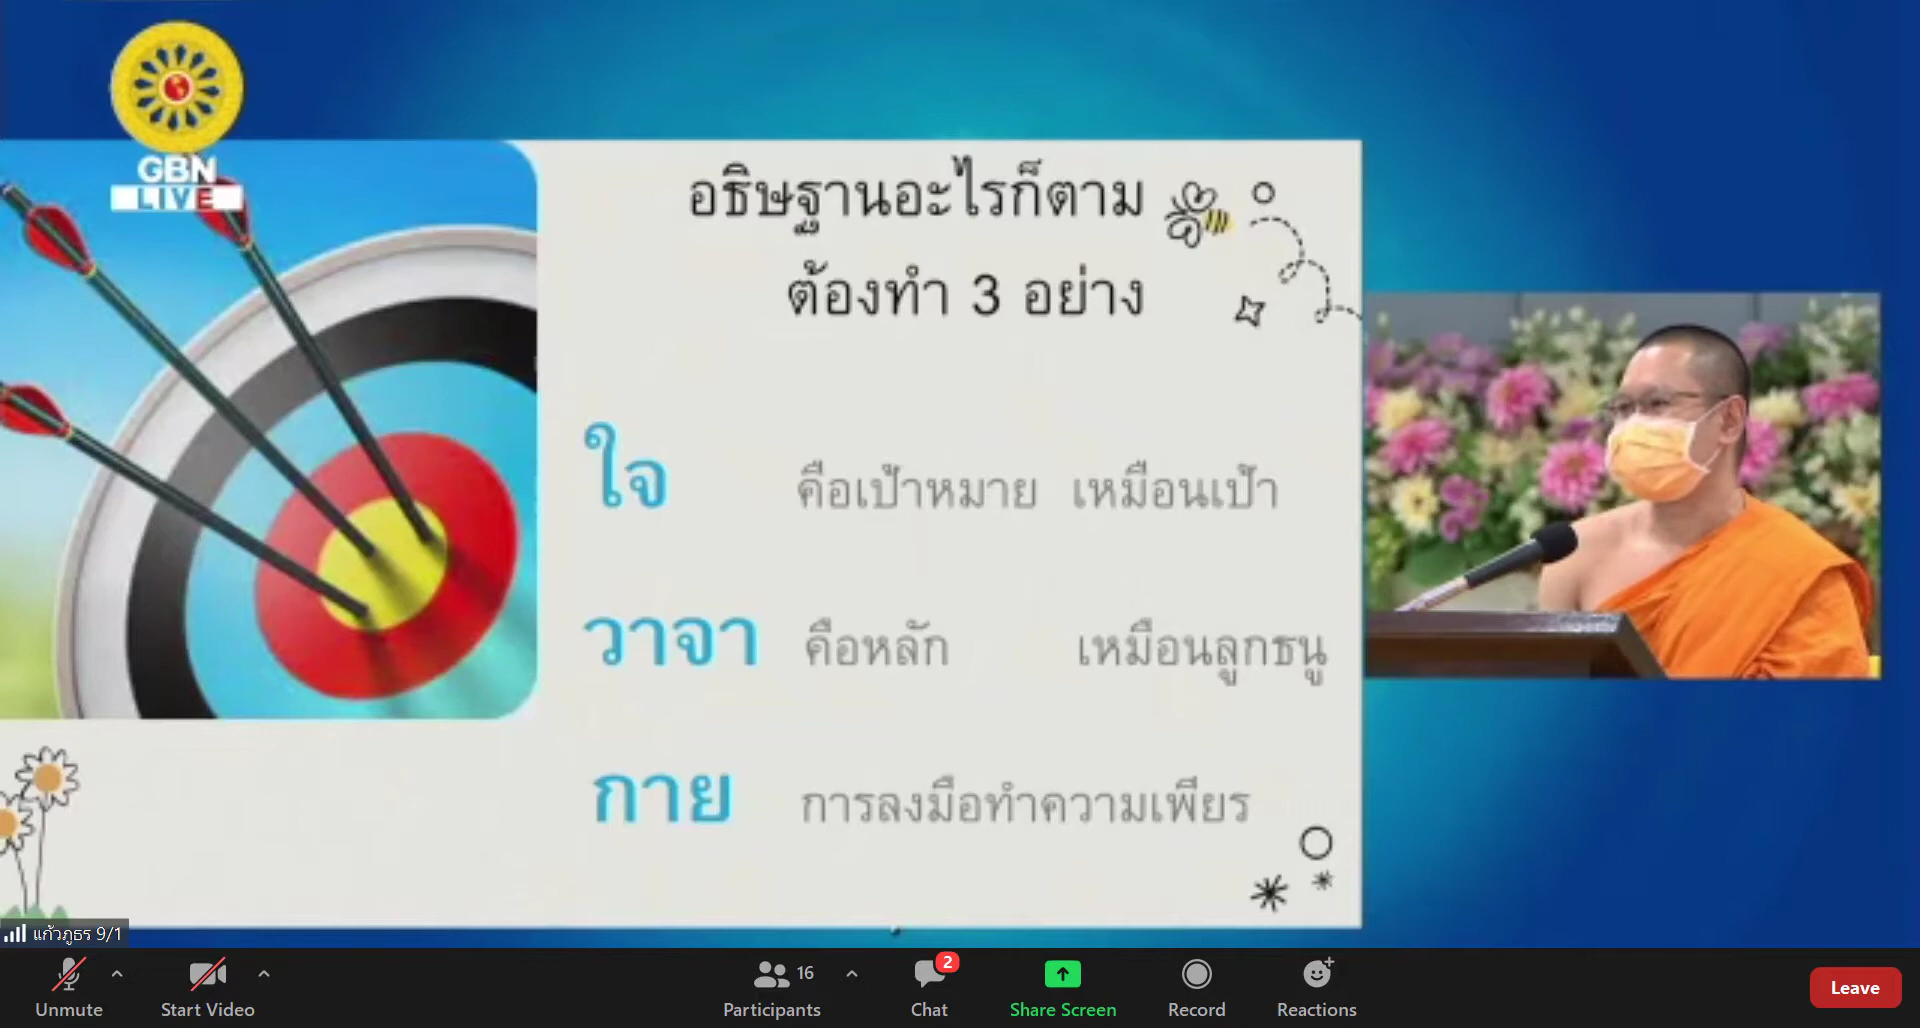 GBN
LIVE
อธิษฐานอะไรก็ตาม
ต้องทำ 3 อย่าง
ใจ คือเป้าหมาย เหมือนเป้า
วาจา คือหลัก เหมือนลูกธนู
กาย การลงมือทำความเพียร
แก้วภูธร 9/1
Unmute
Start Video
16
Participants
2
Chat
Share Screen
Record
Reactions
Leave